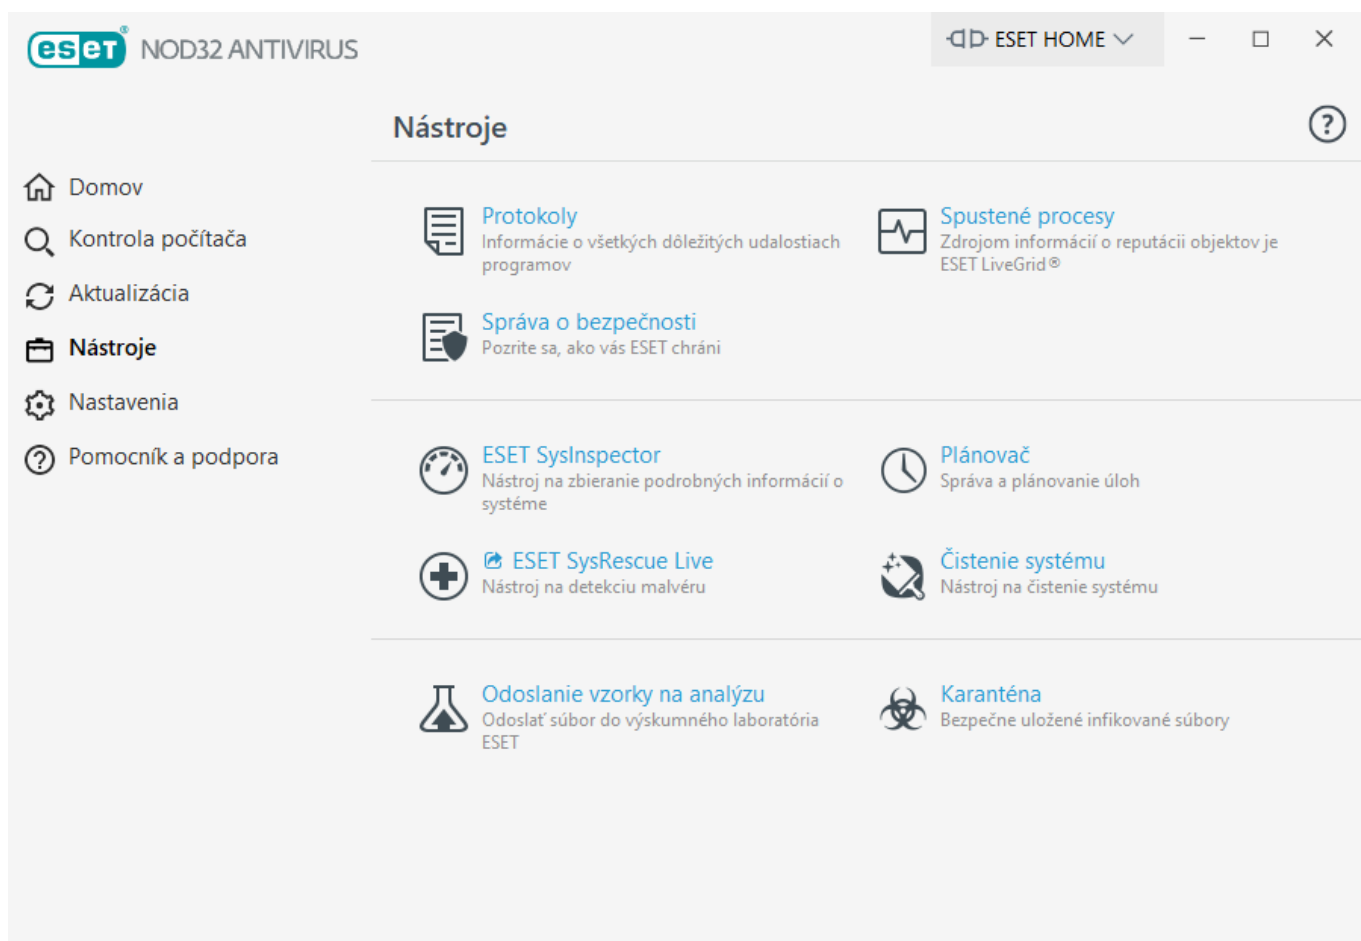 eseT® NOD32 ANTIVIRUS
ESET HOME
Nástroje
Domov
Kontrola počítača
Aktualizácia
Nástroje
Nastavenia
Pomocník a podpora
Protokoly
Informácie o všetkých dôležitých udalostiach
programov
Spustené procesy
Zdrojom informácií o reputácii objektov je
ESET LiveGrid®
Správa o bezpečnosti
Pozrite sa, ako vás ESET chráni
ESET SysInspector
Nástroj na zbieranie podrobných informácií o
systéme
Plánovač
Správa a plánovanie úloh
ESET SysRescue Live
Nástroj na detekciu malvéru
Čistenie systému
Nástroj na čistenie systému
Odoslanie vzorky na analýzu
Odoslať súbor do výskumného laboratória
ESET
Karanténa
Bezpečne uložené infikované súbory